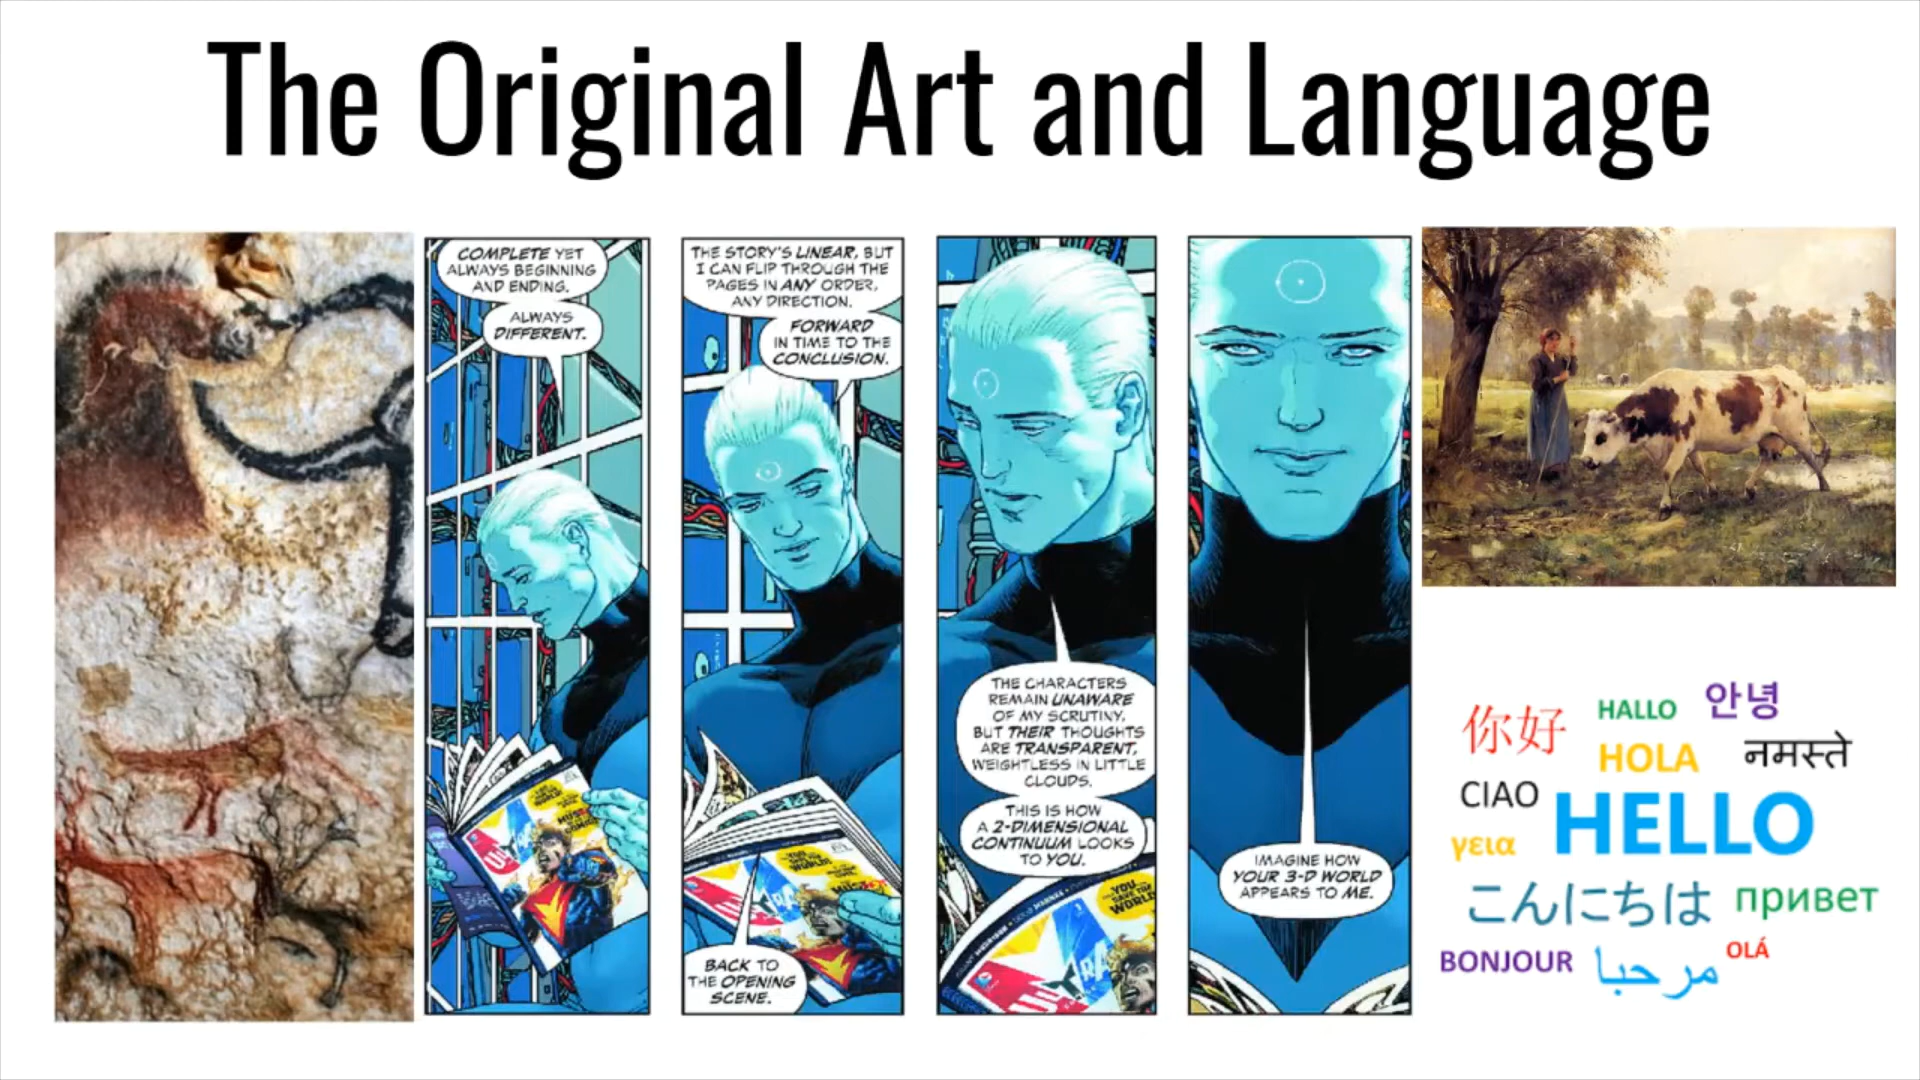 The Original Art and Language
COMPLETE YET
ALWAYS BEGINNING
AND ENDING.
ALWAYS
DIFFERENT.
THE STORY'S LINEAR, BUT
I CAN FLIP THROUGH THE
PAGES IN ANY ORDER,
ANY DIRECTION.
FORWARD
IN TIME TO THE
CONCLUSION.
BACK TO
THE OPENING
SCENE.
THE CHARACTERS
REMAIN UNAWARE
OF MY SCRUTINY,
BUT THEIR THOUGHTS
ARE TRANSPARENT,
WEIGHTLESS IN LITTLE
CLOUDS.
THIS IS HOW
A 2-DIMENSIONAL
CONTINUUM LOOKS
TO YOU.
YOU
SAVE THE
WORLD!
IMAGINE HOW
YOUR 3-D WORLD
APPEARS TO ME.
你好 HALLO 안녕
HOLA नमस्ते
CIAO HELLO
γεια
こんにちは привет
BONJOUR مرحبا OLÁ